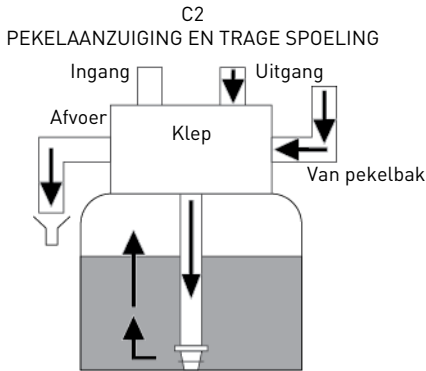 C2
PEKELAANZUIGING EN TRAGE SPOELING
Ingang
Uitgang
Afvoer
Klep
Van pekelbak